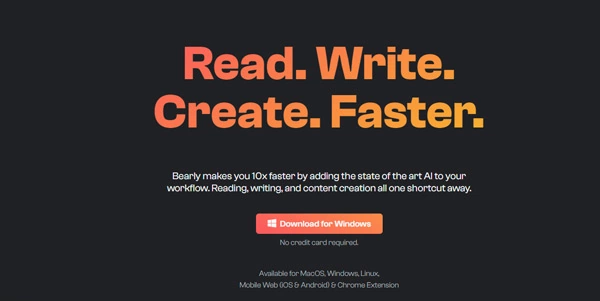 Read. Write.
Create. Faster.
Bearly makes you 10x faster by adding the state of the art AI to your
workflow. Reading, writing, and content creation all one shortcut away.
Download for Windows
No credit card required.
Available for MacOS, Windows, Linux,
Mobile Web (iOS & Android) & Chrome Extension